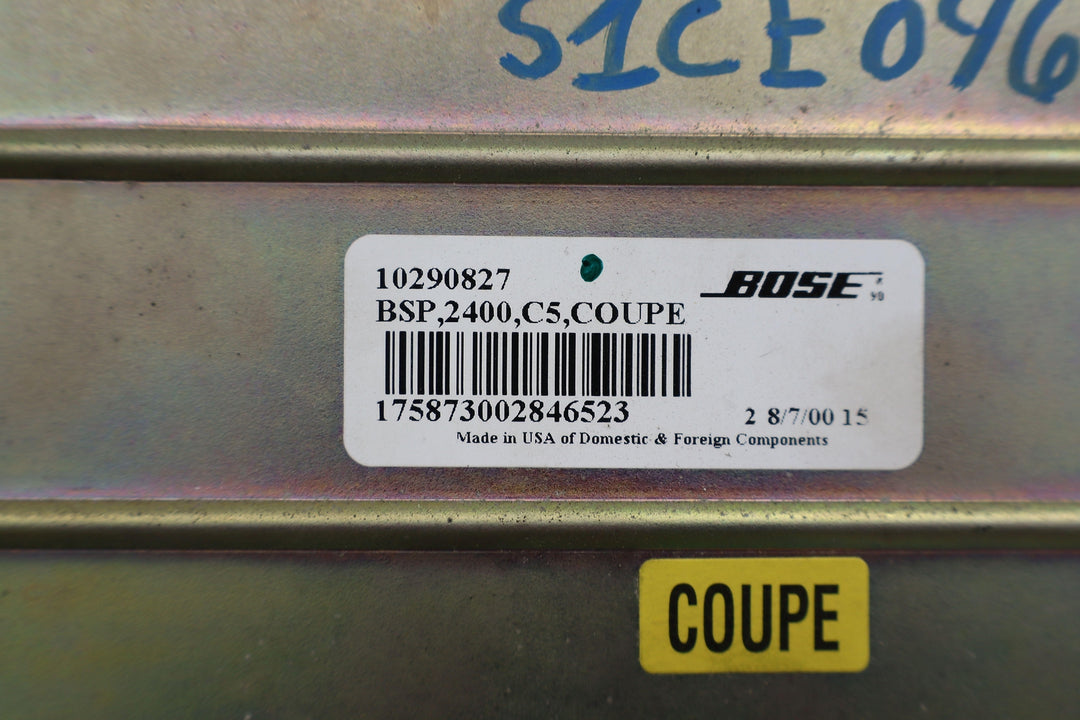 S1CE046
10290827
BOSE
BSP,2400,C5,COUPE
175873002846523
2 8/7/00 15
Made in USA of Domestic & Foreign Components
COUPE